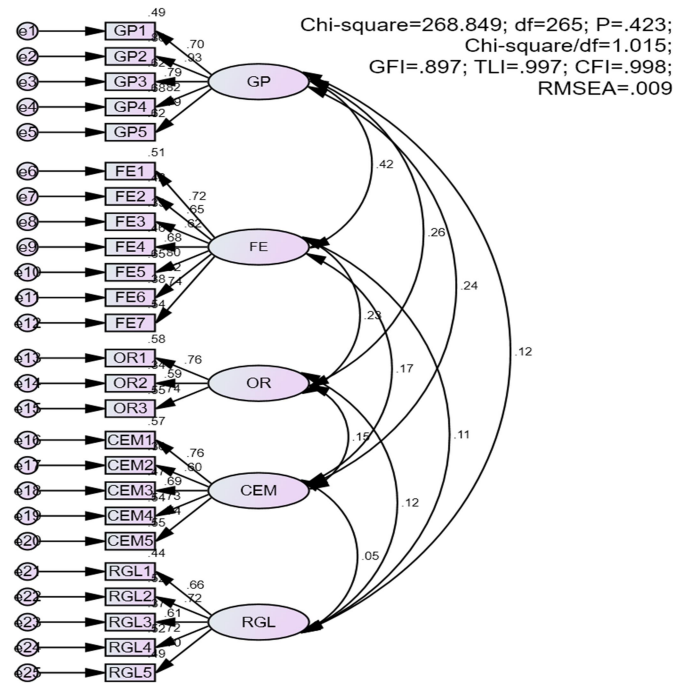 Chi-square=268.849; df=265; P=.423;
Chi-square/df=1.015;
GFI=.897; TLI=.997; CFI=.998;
RMSEA=.009
.49
e1 GP1
.70
e2 GP2
.93
e3 GP3
.79
GP
e4 GP4
.62
e5 GP5
.42
.51
e6 FE1
.72
e7 FE2
.65
e8 FE3
.62
.26
e9 FE4
.68
FE
e10 FE5
.74
e11 FE6
.24
.54
e12 FE7
.23
.58
e13 OR1
.76
.12
.59
e14 OR2
OR
.17
e15 OR3
.57
e16 CEM1
.76
.15
.11
e17 CEM2
.60
.69
e18 CEM3
CEM
e19 CEM4
.12
.55
e20 CEM5
.44
e21 RGL1
.05
.66
e22 RGL2
.72
.61
e23 RGL3
RGL
e24 RGL4
.49
e25 RGL5